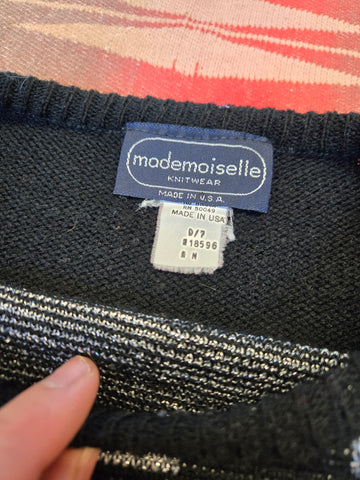 mademoiselle
KNITWEAR
MADE IN U.S.A.
RN 50049
MADE IN USA
D/7
#18596
M